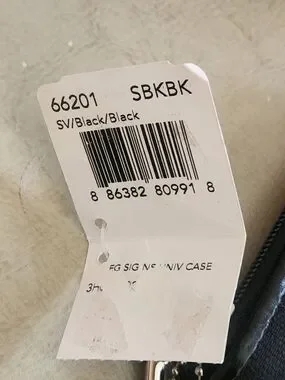 66201 SBKBK
SV/Black/Black
8 86382 80991 8
FG SIG NS UNIV CASE